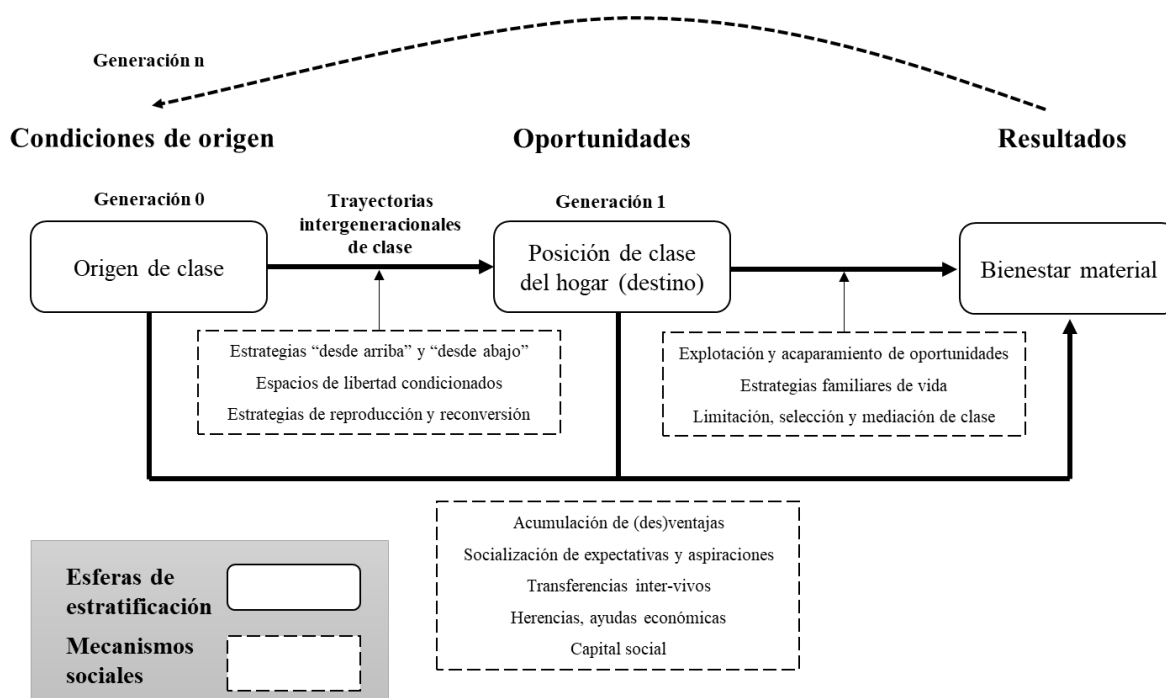 Generación n
Condiciones de origen
Oportunidades
Resultados
Generación 0
Trayectorias
intergeneracionales
de clase
Generación 1
Origen de clase
Posición de clase
del hogar (destino)
Bienestar material
Estrategias “desde arriba” y “desde abajo”
Espacios de libertad condicionados
Estrategias de reproducción y reconversión
Explotación y acaparamiento de oportunidades
Estrategias familiares de vida
Limitación, selección y mediación de clase
Acumulación de (des)ventajas
Socialización de expectativas y aspiraciones
Transferencias inter-vivos
Herencias, ayudas económicas
Capital social
Esferas de
estratificación
Mecanismos
sociales